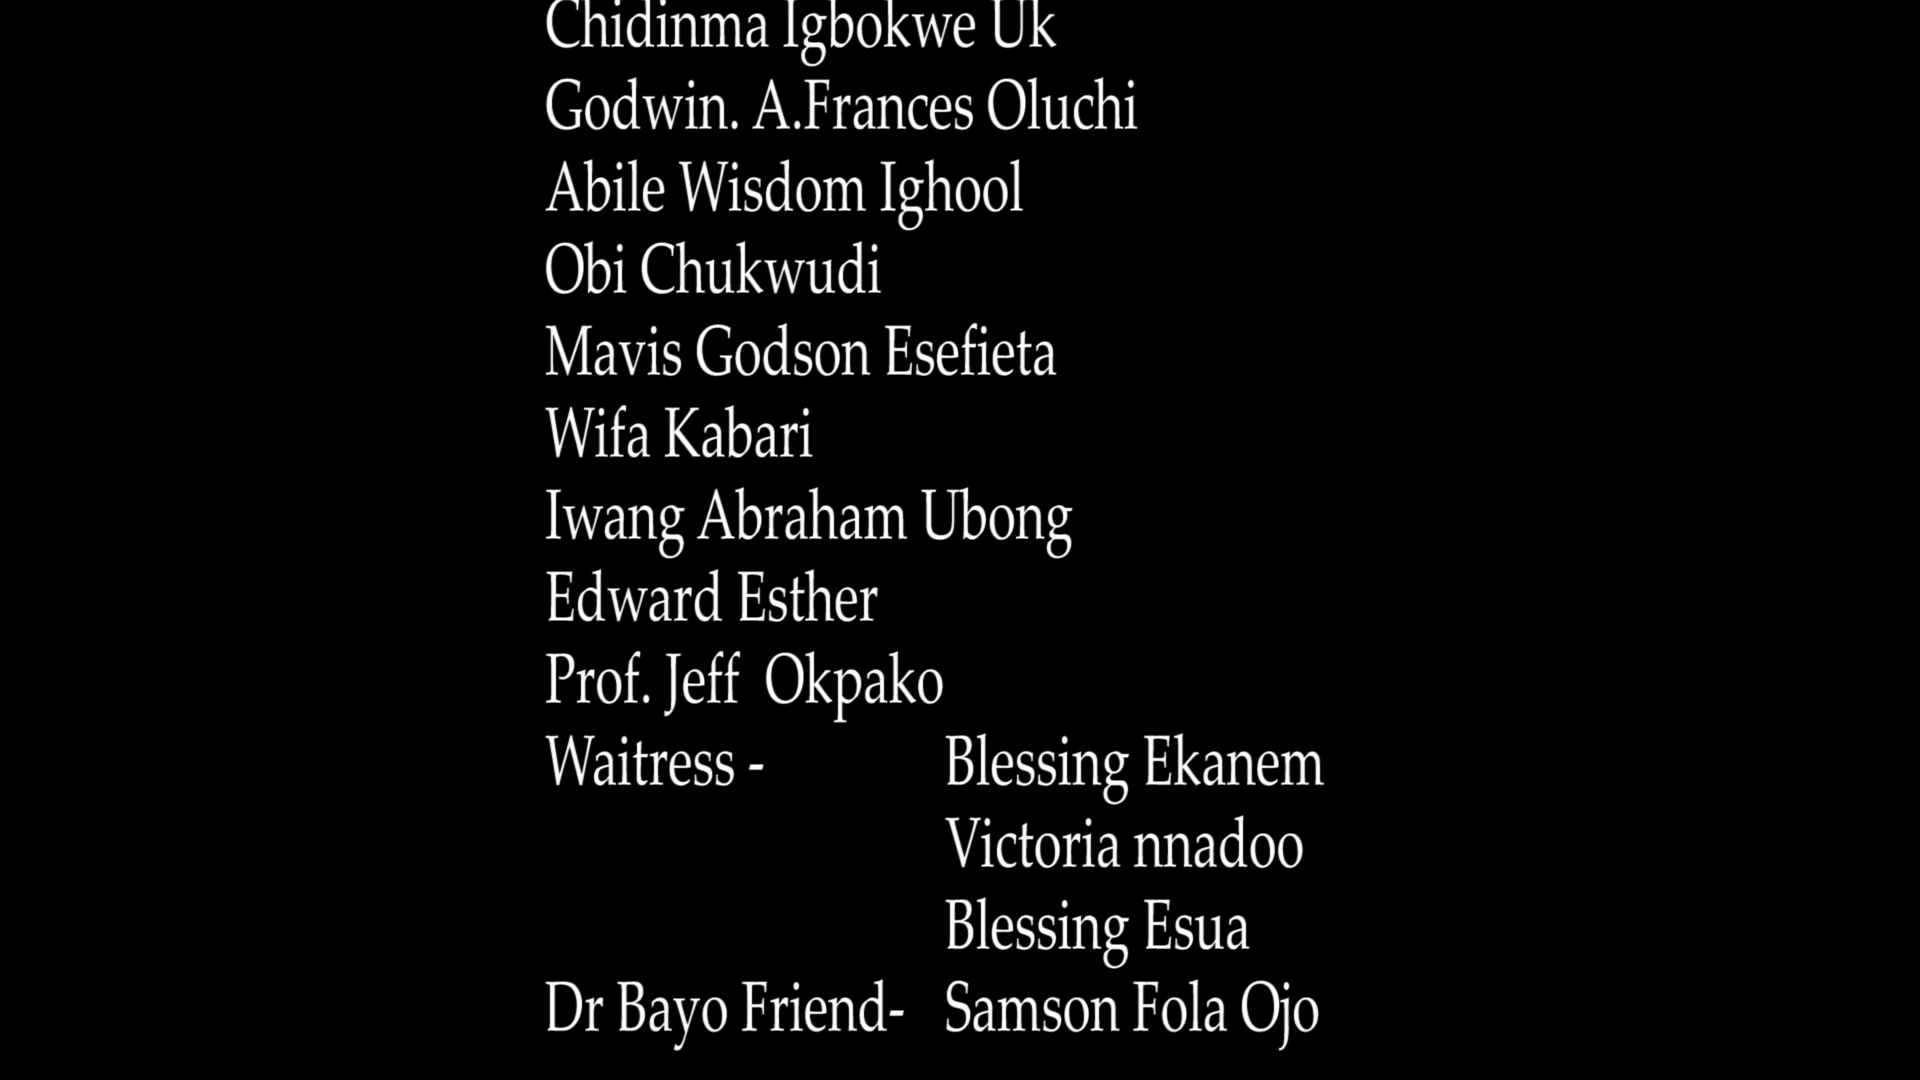 Chidinma Igbokwe Uk
Godwin. A.Frances Oluchi
Abile Wisdom Ighool
Obi Chukwudi
Mavis Godson Esefieta
Wifa Kabari
Iwang Abraham Ubong
Edward Esther
Prof. Jeff  Okpako
Waitress - Blessing Ekanem
Victoria nnadoo
Blessing Esua
Dr Bayo Friend- Samson Fola Ojo